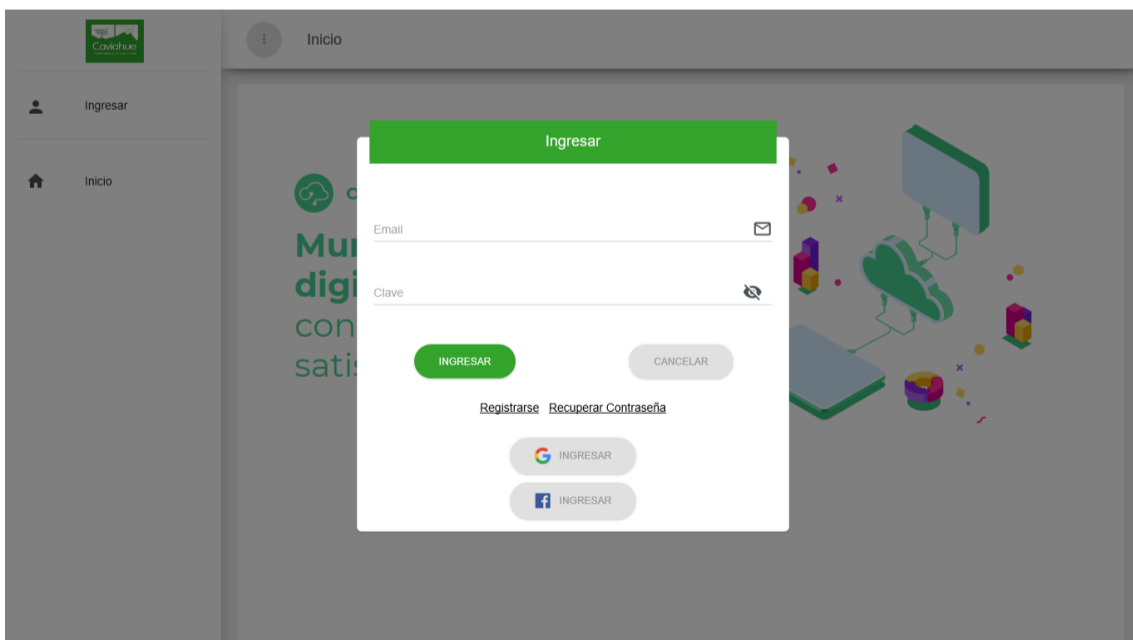 Caviahue
Inicio
Ingresar
Inicio
Ingresar
Email
Clave
INGRESAR
CANCELAR
Registrarse Recuperar Contraseña
INGRESAR
INGRESAR